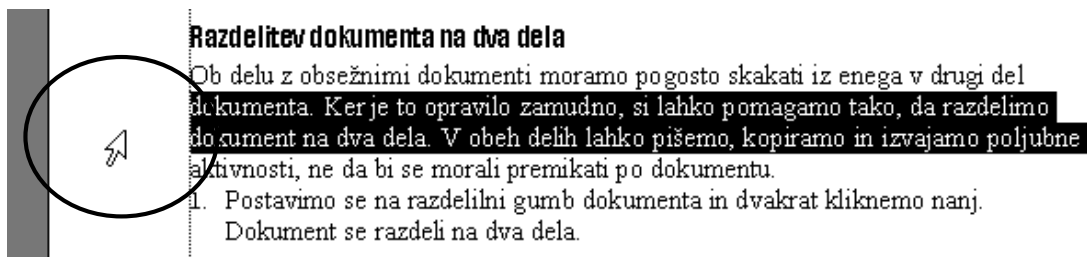 Razdelitev dokumenta na dva dela
Ob delu z obsežnimi dokumenti moramo pogosto skakati iz enega v drugi del
dokumenta. Ker je to opravilo zamudno, si lahko pomagamo tako, da razdelimo
dokument na dva dela. V obeh delih lahko pišemo, kopiramo in izvajamo poljubne
aktivnosti, ne da bi se morali premikati po dokumentu.
1. Postavimo se na razdelilni gumb dokumenta in dvakrat kliknemo nanj.
Dokument se razdeli na dva dela.